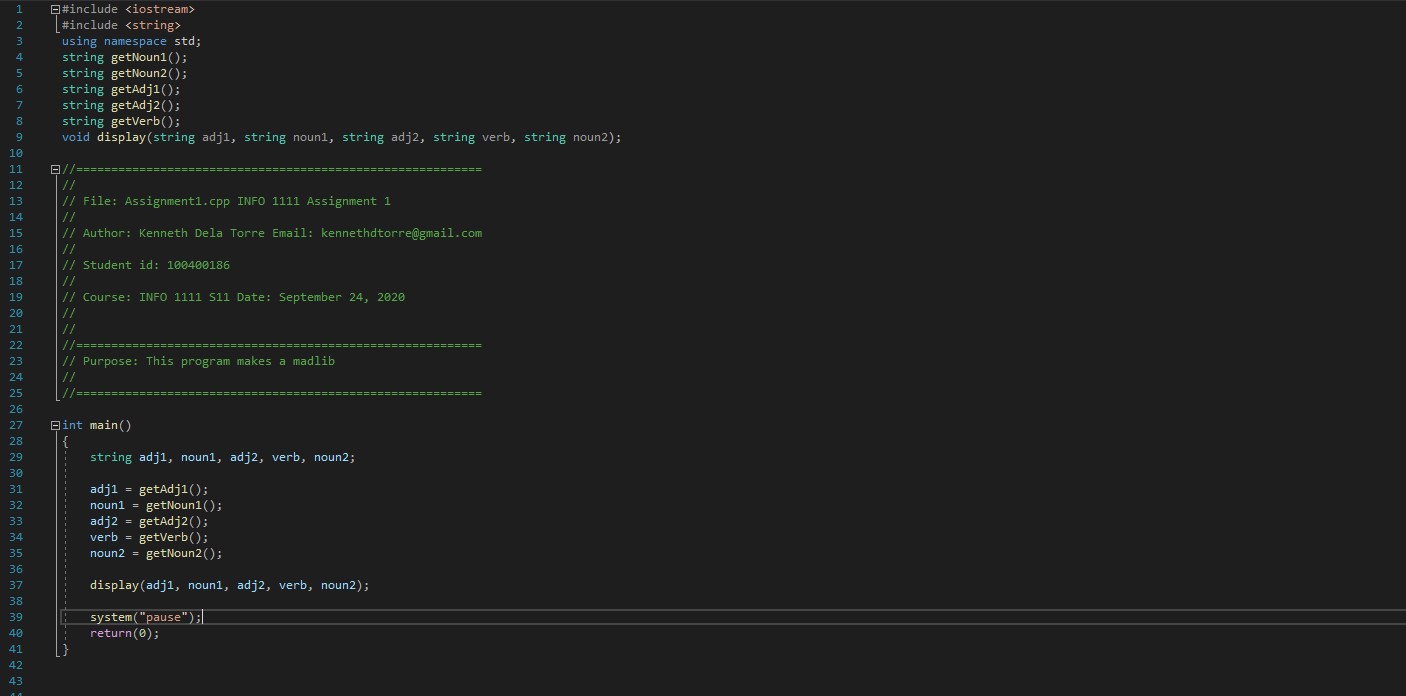 1 #include <iostream>
2 #include <string>
3 using namespace std;
4 string getNoun1();
5 string getNoun2();
6 string getAdj1();
7 string getAdj2();
8 string getVerb();
9 void display(string adj1, string noun1, string adj2, string verb, string noun2);
10
11 //==========================================================
12 //
13 // File: Assignment1.cpp INFO 1111 Assignment 1
14 //
15 // Author: Kenneth Dela Torre Email: kennethdtorre@gmail.com
16 //
17 // Student id: 100400186
18 //
19 // Course: INFO 1111 S11 Date: September 24, 2020
20 //
21 //
22 //==========================================================
23 // Purpose: This program makes a madlib
24 //
25 //==========================================================
26
27 int main()
28 {
29 string adj1, noun1, adj2, verb, noun2;
30
31 adj1 = getAdj1();
32 noun1 = getNoun1();
33 adj2 = getAdj2();
34 verb = getVerb();
35 noun2 = getNoun2();
36
37 display(adj1, noun1, adj2, verb, noun2);
38
39 system("pause");
40 return(0);
41 }
42
43